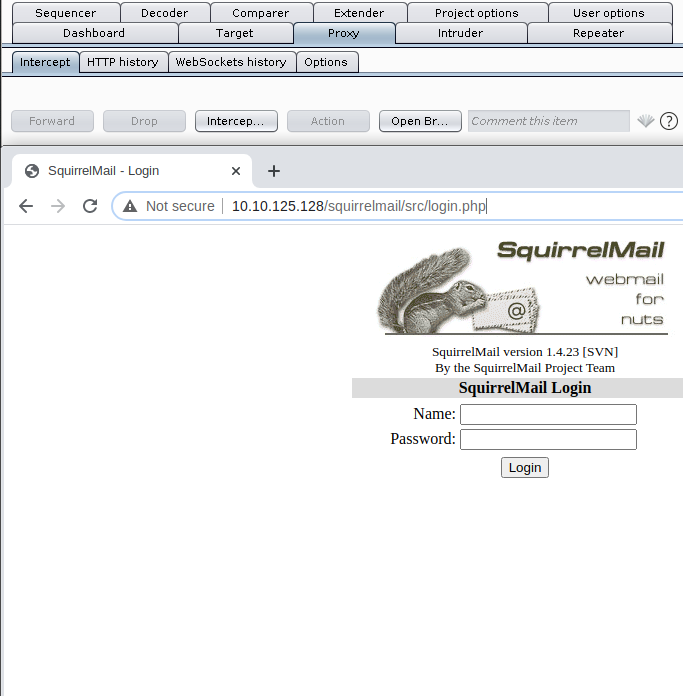 Sequencer Decoder Comparer Extender Project options User options
Dashboard Target Proxy Intruder Repeater
Intercept HTTP history WebSockets history Options
Forward Drop Intercep... Action Open Br... Comment this item ?
SquirrelMail - Login
Not secure 10.10.125.128/squirrelmail/src/login.php
SquirrelMail
webmail
for
nuts
@
SquirrelMail version 1.4.23 [SVN]
By the SquirrelMail Project Team
SquirrelMail Login
Name:
Password:
Login